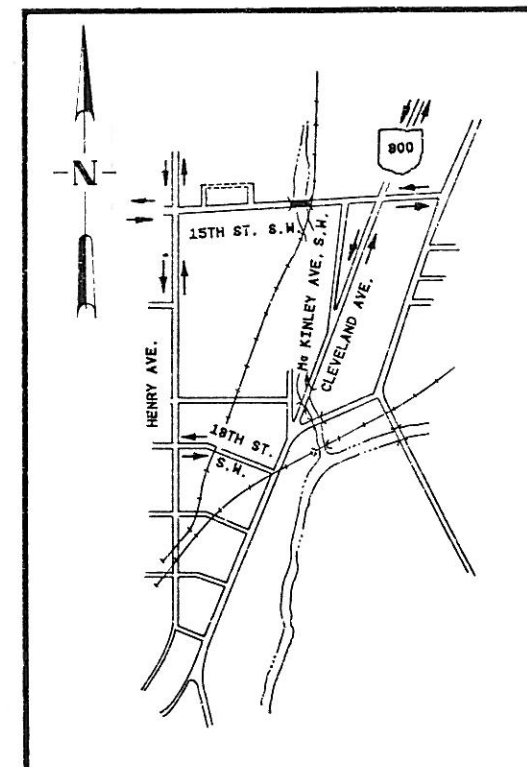 N
800
15TH ST. S.W.
Mc KINLEY AVE, S.W.
CLEVELAND AVE.
HENRY AVE.
18TH ST.
S.W.